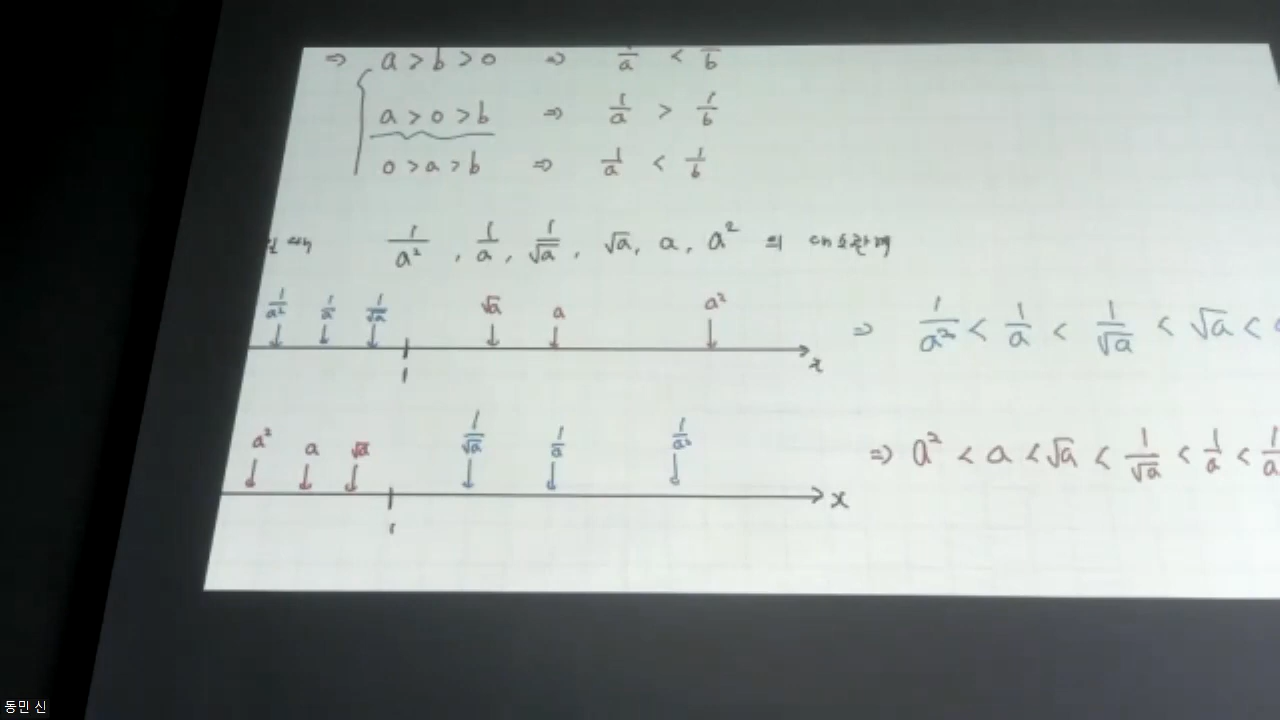 ⇒ a > b > 0 ⇒ 1/a < 1/b
a > 0 > b ⇒ 1/a > 1/b
0 > a > b ⇒ 1/a < 1/b
1/a² , 1/a , 1/√a , √a, a, a² 의 대소관계
1/a² 1/a 1/√a √a a a²
1 x
⇒ 1/a² < 1/a < 1/√a < √a <
a² a √a 1/√a 1/a 1/a²
1 x
⇒ a² < a < √a < 1/√a < 1/a <
동민 신